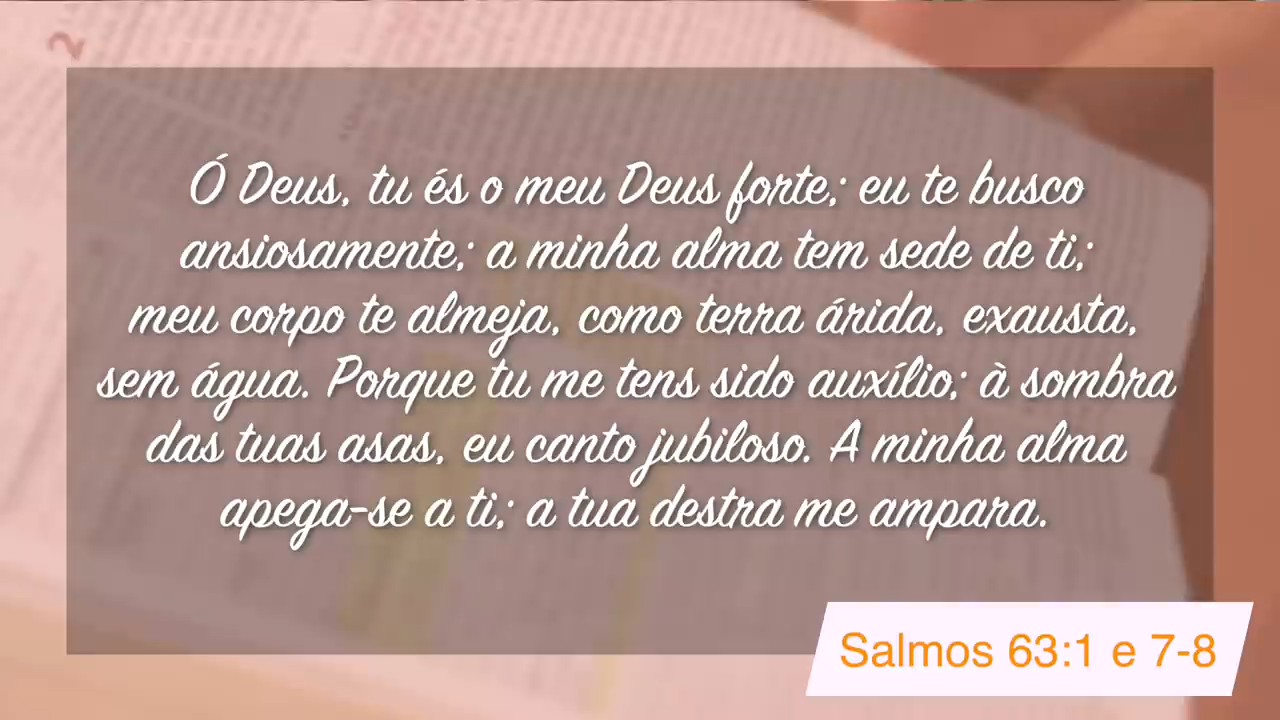 Ó Deus, tu és o meu Deus forte; eu te busco
ansiosamente; a minha alma tem sede de ti;
meu corpo te almeja, como terra árida, exausta,
sem água. Porque tu me tens sido auxílio; à sombra
das tuas asas, eu canto jubiloso. A minha alma
apega-se a ti; a tua destra me ampara.
Salmos 63:1 e 7-8